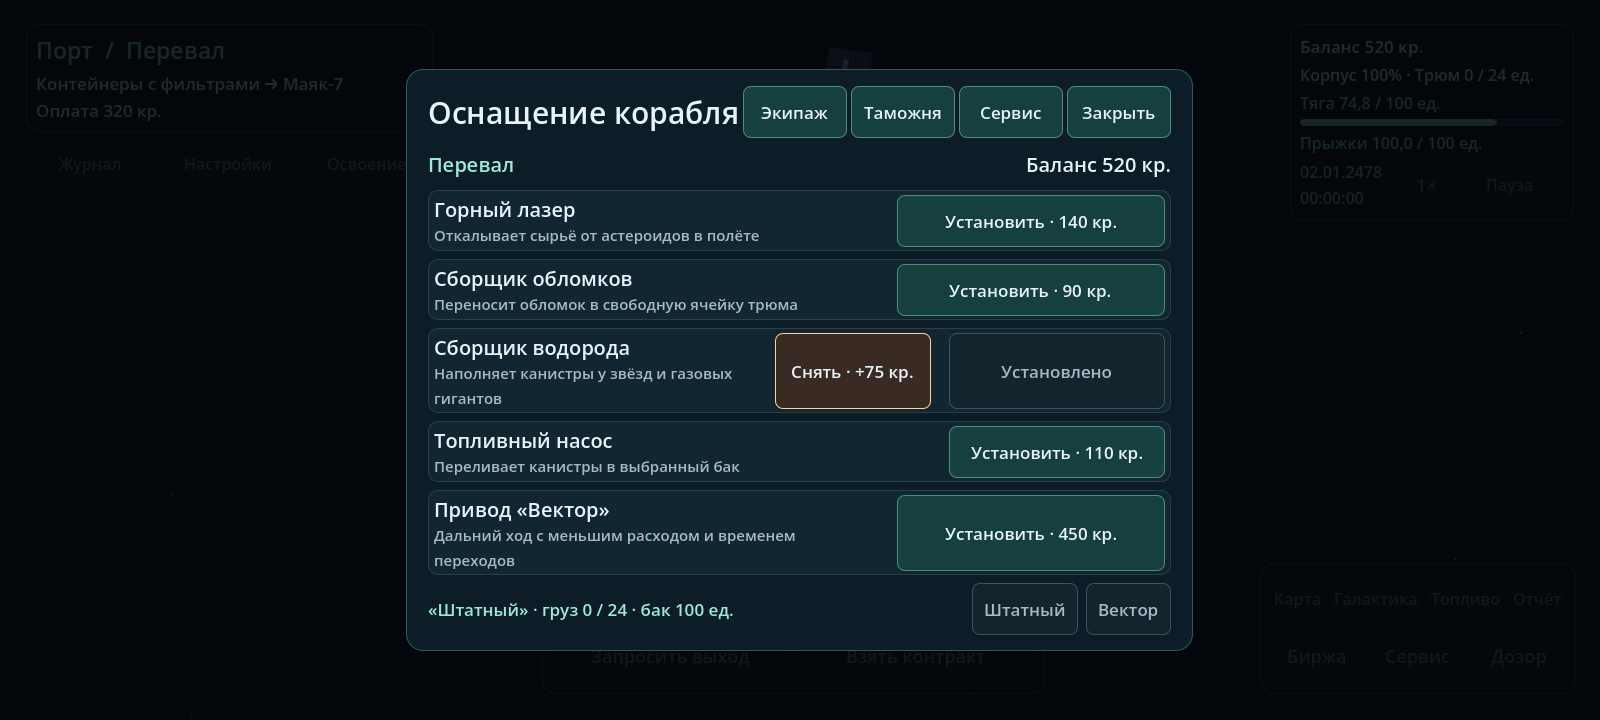 Порт / Перевал
Контейнеры с фильтрами → Маяк-7
Оплата 320 кр.
Журнал
Настройки
Освоение
Баланс 520 кр.
Корпус 100% · Трюм 0 / 24 ед.
Тяга 74,8 / 100 ед.
Прыжки 100,0 / 100 ед.
02.01.2478
00:00:00
1×
Пауза
Оснащение корабля
Экипаж
Таможня
Сервис
Закрыть
Перевал
Баланс 520 кр.
Горный лазер
Откалывает сырьё от астероидов в полёте
Установить · 140 кр.
Сборщик обломков
Переносит обломок в свободную ячейку трюма
Установить · 90 кр.
Сборщик водорода
Наполняет канистры у звёзд и газовых
гигантов
Снять · +75 кр.
Установлено
Топливный насос
Переливает канистры в выбранный бак
Установить · 110 кр.
Привод «Вектор»
Дальний ход с меньшим расходом и временем
переходов
Установить · 450 кр.
«Штатный» · груз 0 / 24 · бак 100 ед.
Штатный
Вектор
Запросить выход
Взять контракт
Карта
Галактика
Топливо
Отчёт
Биржа
Сервис
Дозор